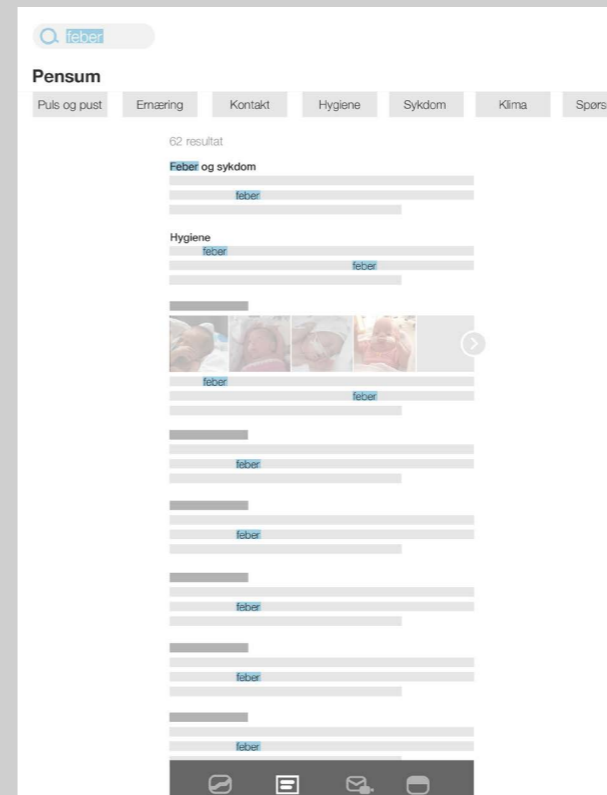 feber
Pensum
Puls og pust Ernæring Kontakt Hygiene Sykdom Klima Spørs
62 resultat
Feber og sykdom
feber
Hygiene
feber
feber
feber
feber
feber
feber
feber
feber
feber